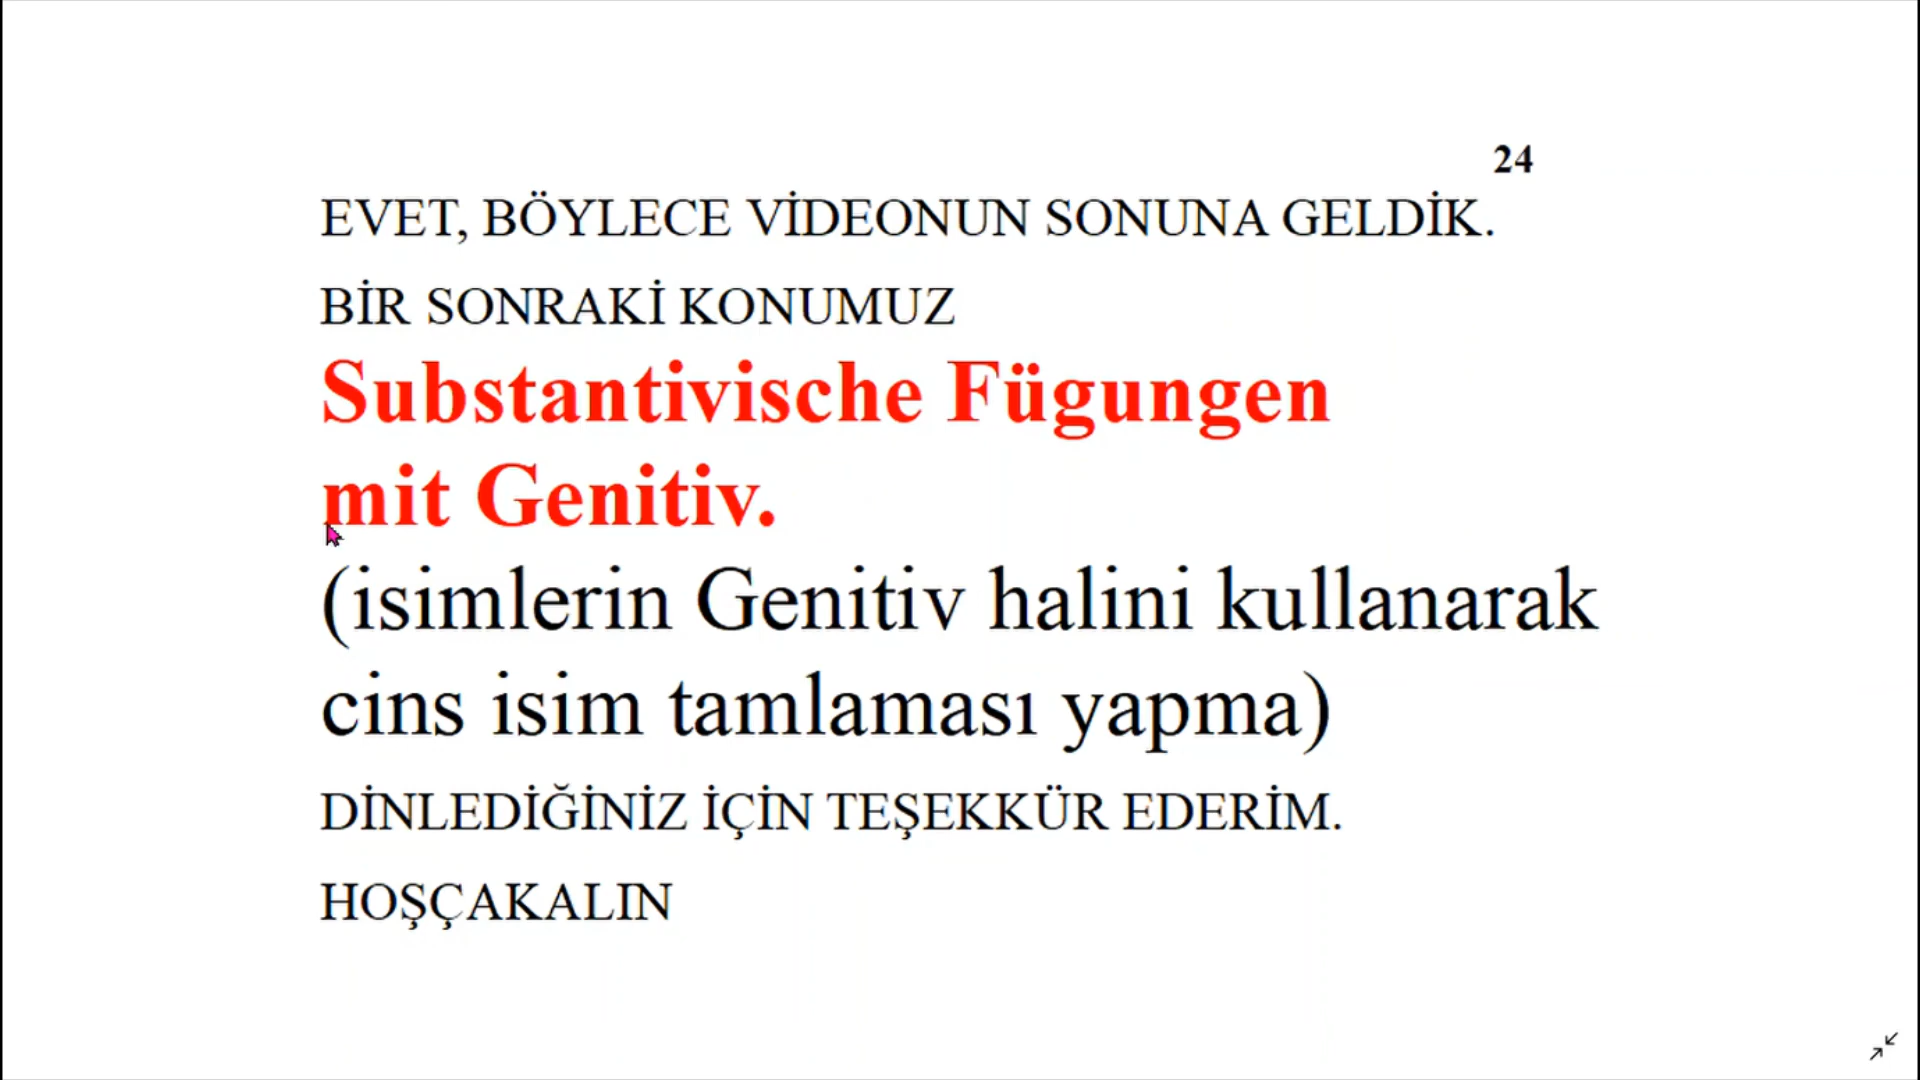 24
EVET, BÖYLECE VİDEONUN SONUNA GELDİK.
BİR SONRAKİ KONUMUZ
Substantivische Fügungen
mit Genitiv.
(isimlerin Genitiv halini kullanarak
cins isim tamlaması yapma)
DİNLEDİĞİNİZ İÇİN TEŞEKKÜR EDERİM.
HOŞÇAKALIN